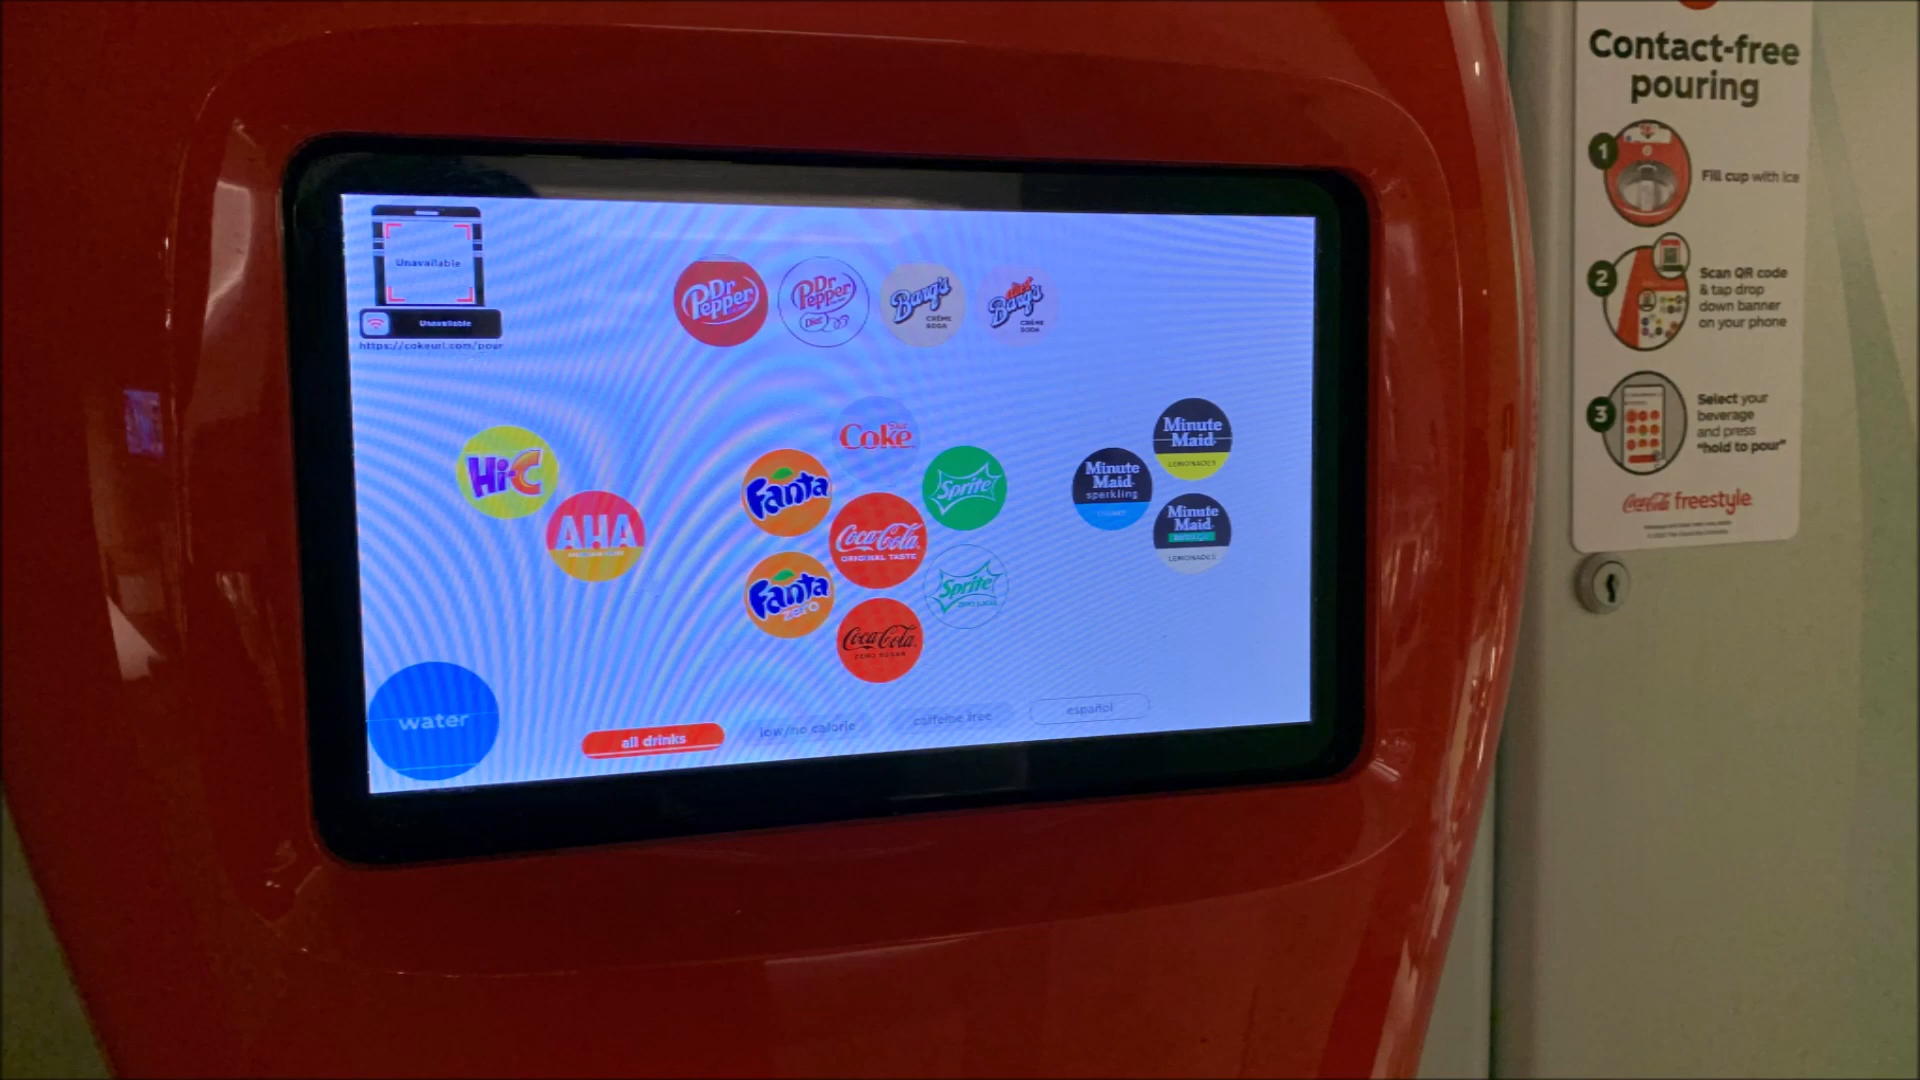 Unavailable
Unavailable
https://cokeurl.com/pour
Dr
Pepper
Dr
Pepper
Diet
Barq's
CRÈME
SODA
diet
Barq's
CRÈME
SODA
Hi-C
AHA
Diet
Coke
Fanta
Sprite
Coca-Cola
ORIGINAL TASTE
Fanta
zero
Sprite
ZERO SUGAR
Coca-Cola
ZERO SUGAR
Minute
Maid
LEMONADES
Minute
Maid
sparkling
Minute
Maid
LEMONADES
water
all drinks
low/no calorie
caffeine free
español
Contact-free
pouring
1
Fill cup with ice
2
Scan QR code
& tap drop
down banner
on your phone
3
Select your
beverage
and press
"hold to pour"
Coca-Cola freestyle